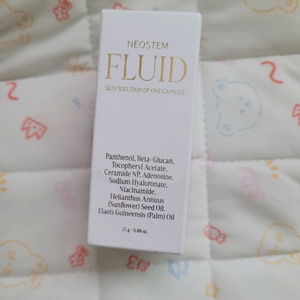 NEOSTEM
FLUID
SKIN SOLUTION OF ONE CAPSULE
Panthenol, Beta-Glucan,
Tocopheryl Acetate,
Ceramide NP, Adenosine,
Sodium Hyaluronate,
Niacinamide,
Helianthus Annuus
(Sunflower) Seed Oil,
Elaeis Guineensis (Palm) Oil